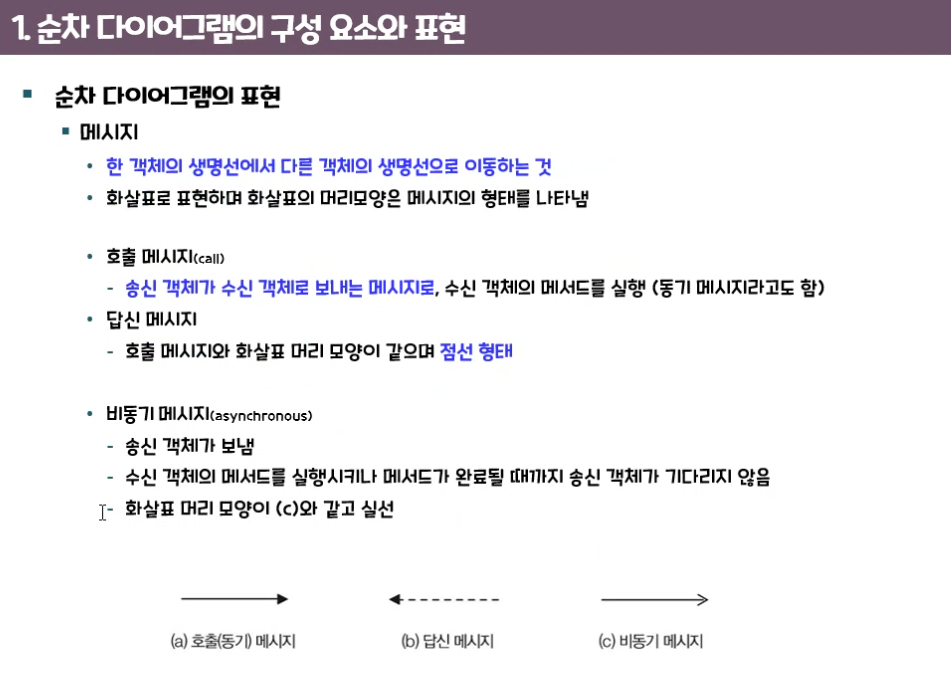 1. 순차 다이어그램의 구성 요소와 표현
순차 다이어그램의 표현
메시지
한 객체의 생명선에서 다른 객체의 생명선으로 이동하는 것
화살표로 표현하며 화살표의 머리모양은 메시지의 형태를 나타냄
호출 메시지(call)
- 송신 객체가 수신 객체로 보내는 메시지로, 수신 객체의 메서드를 실행 (동기 메시지라고도 함)
답신 메시지
- 호출 메시지와 화살표 머리 모양이 같으며 점선 형태
비동기 메시지(asynchronous)
- 송신 객체가 보냄
- 수신 객체의 메서드를 실행시키나 메서드가 완료될 때까지 송신 객체가 기다리지 않음
- 화살표 머리 모양이 (c)와 같고 실선
(a) 호출(동기) 메시지 (b) 답신 메시지 (c) 비동기 메시지